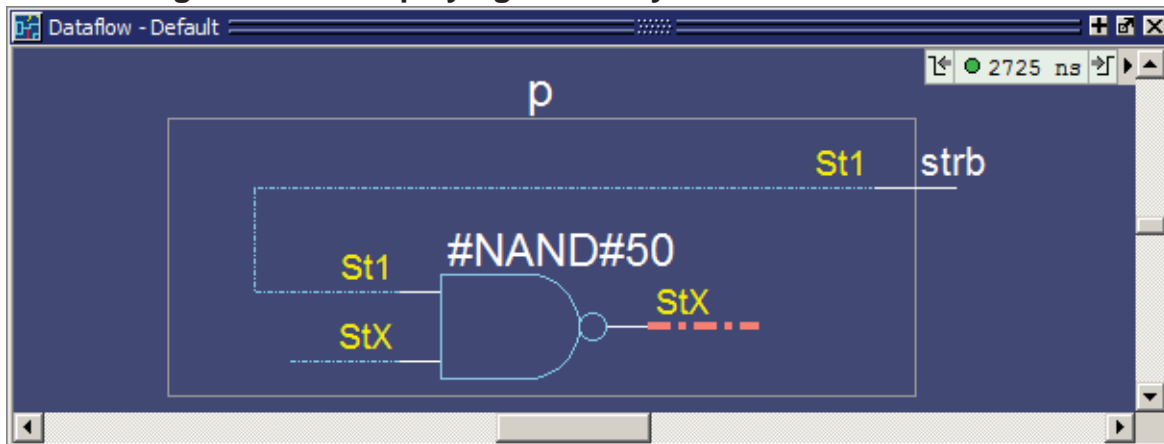 Dataflow - Default
2725 ns
p
St1 strb
#NAND#50
St1
StX
StX